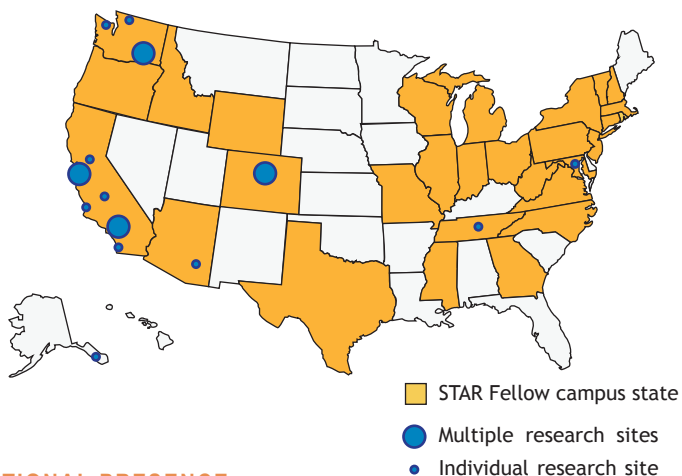 STAR Fellow campus state
Multiple research sites
Individual research site